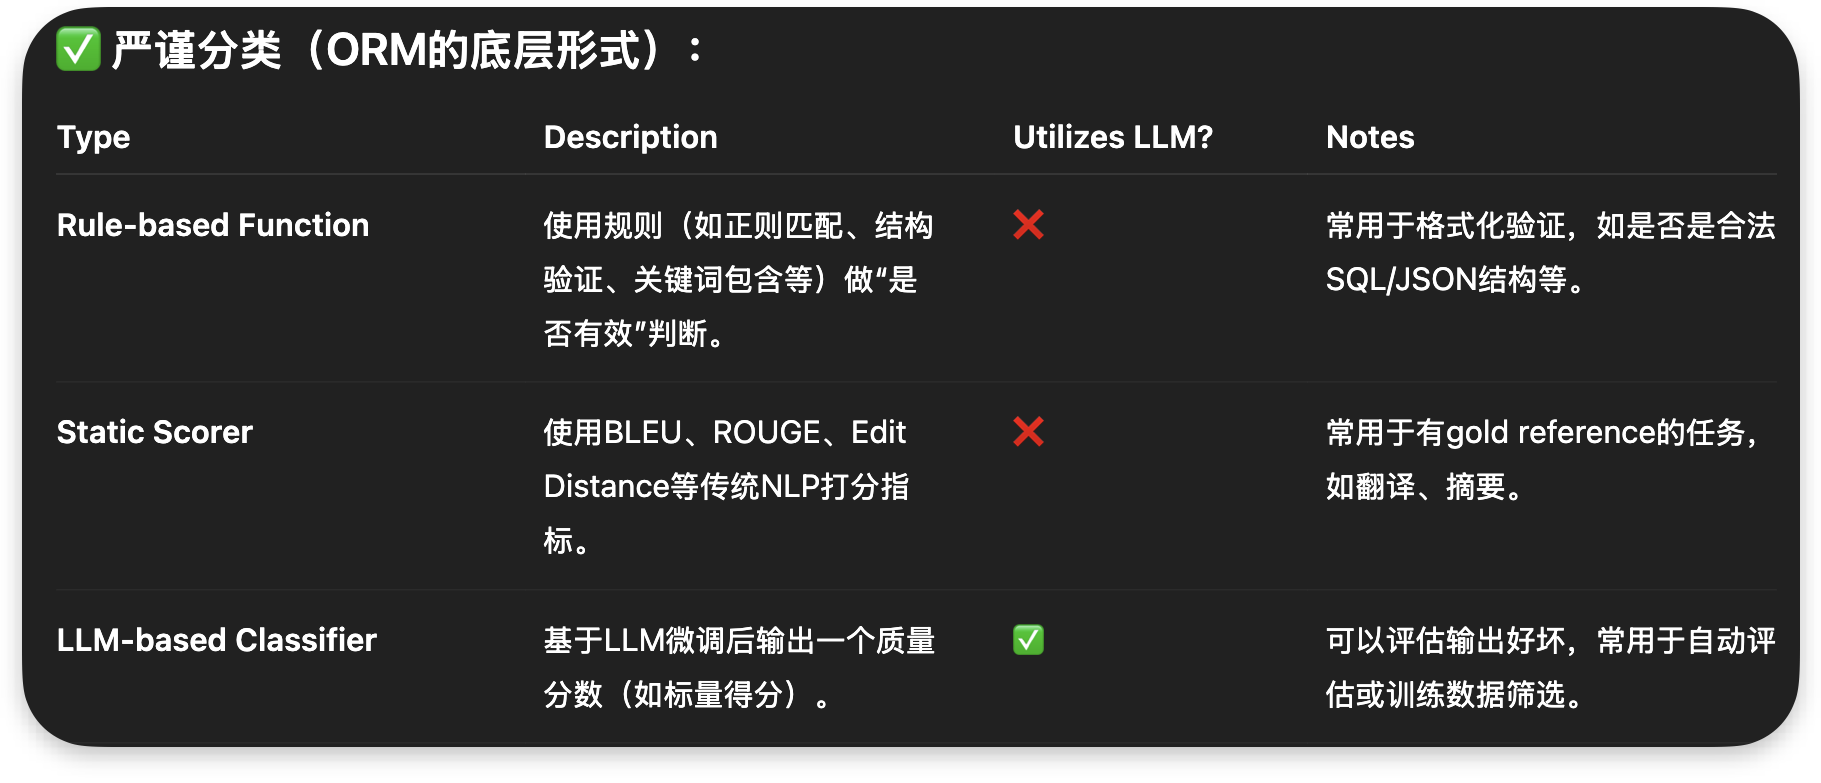 ✅ 严谨分类（ORM的底层形式）：
Type Description Utilizes LLM? Notes
Rule-based Function 使用规则（如正则匹配、结构 ❌ 常用于格式化验证，如是否是合法
验证、关键词包含等）做“是 SQL/JSON结构等。
否有效”判断。
Static Scorer 使用BLEU、ROUGE、Edit ❌ 常用于有gold reference的任务，
Distance等传统NLP打分指 如翻译、摘要。
标。
LLM-based Classifier 基于LLM微调后输出一个质量 ✅ 可以评估输出好坏，常用于自动评
分数（如标量得分）。 估或训练数据筛选。